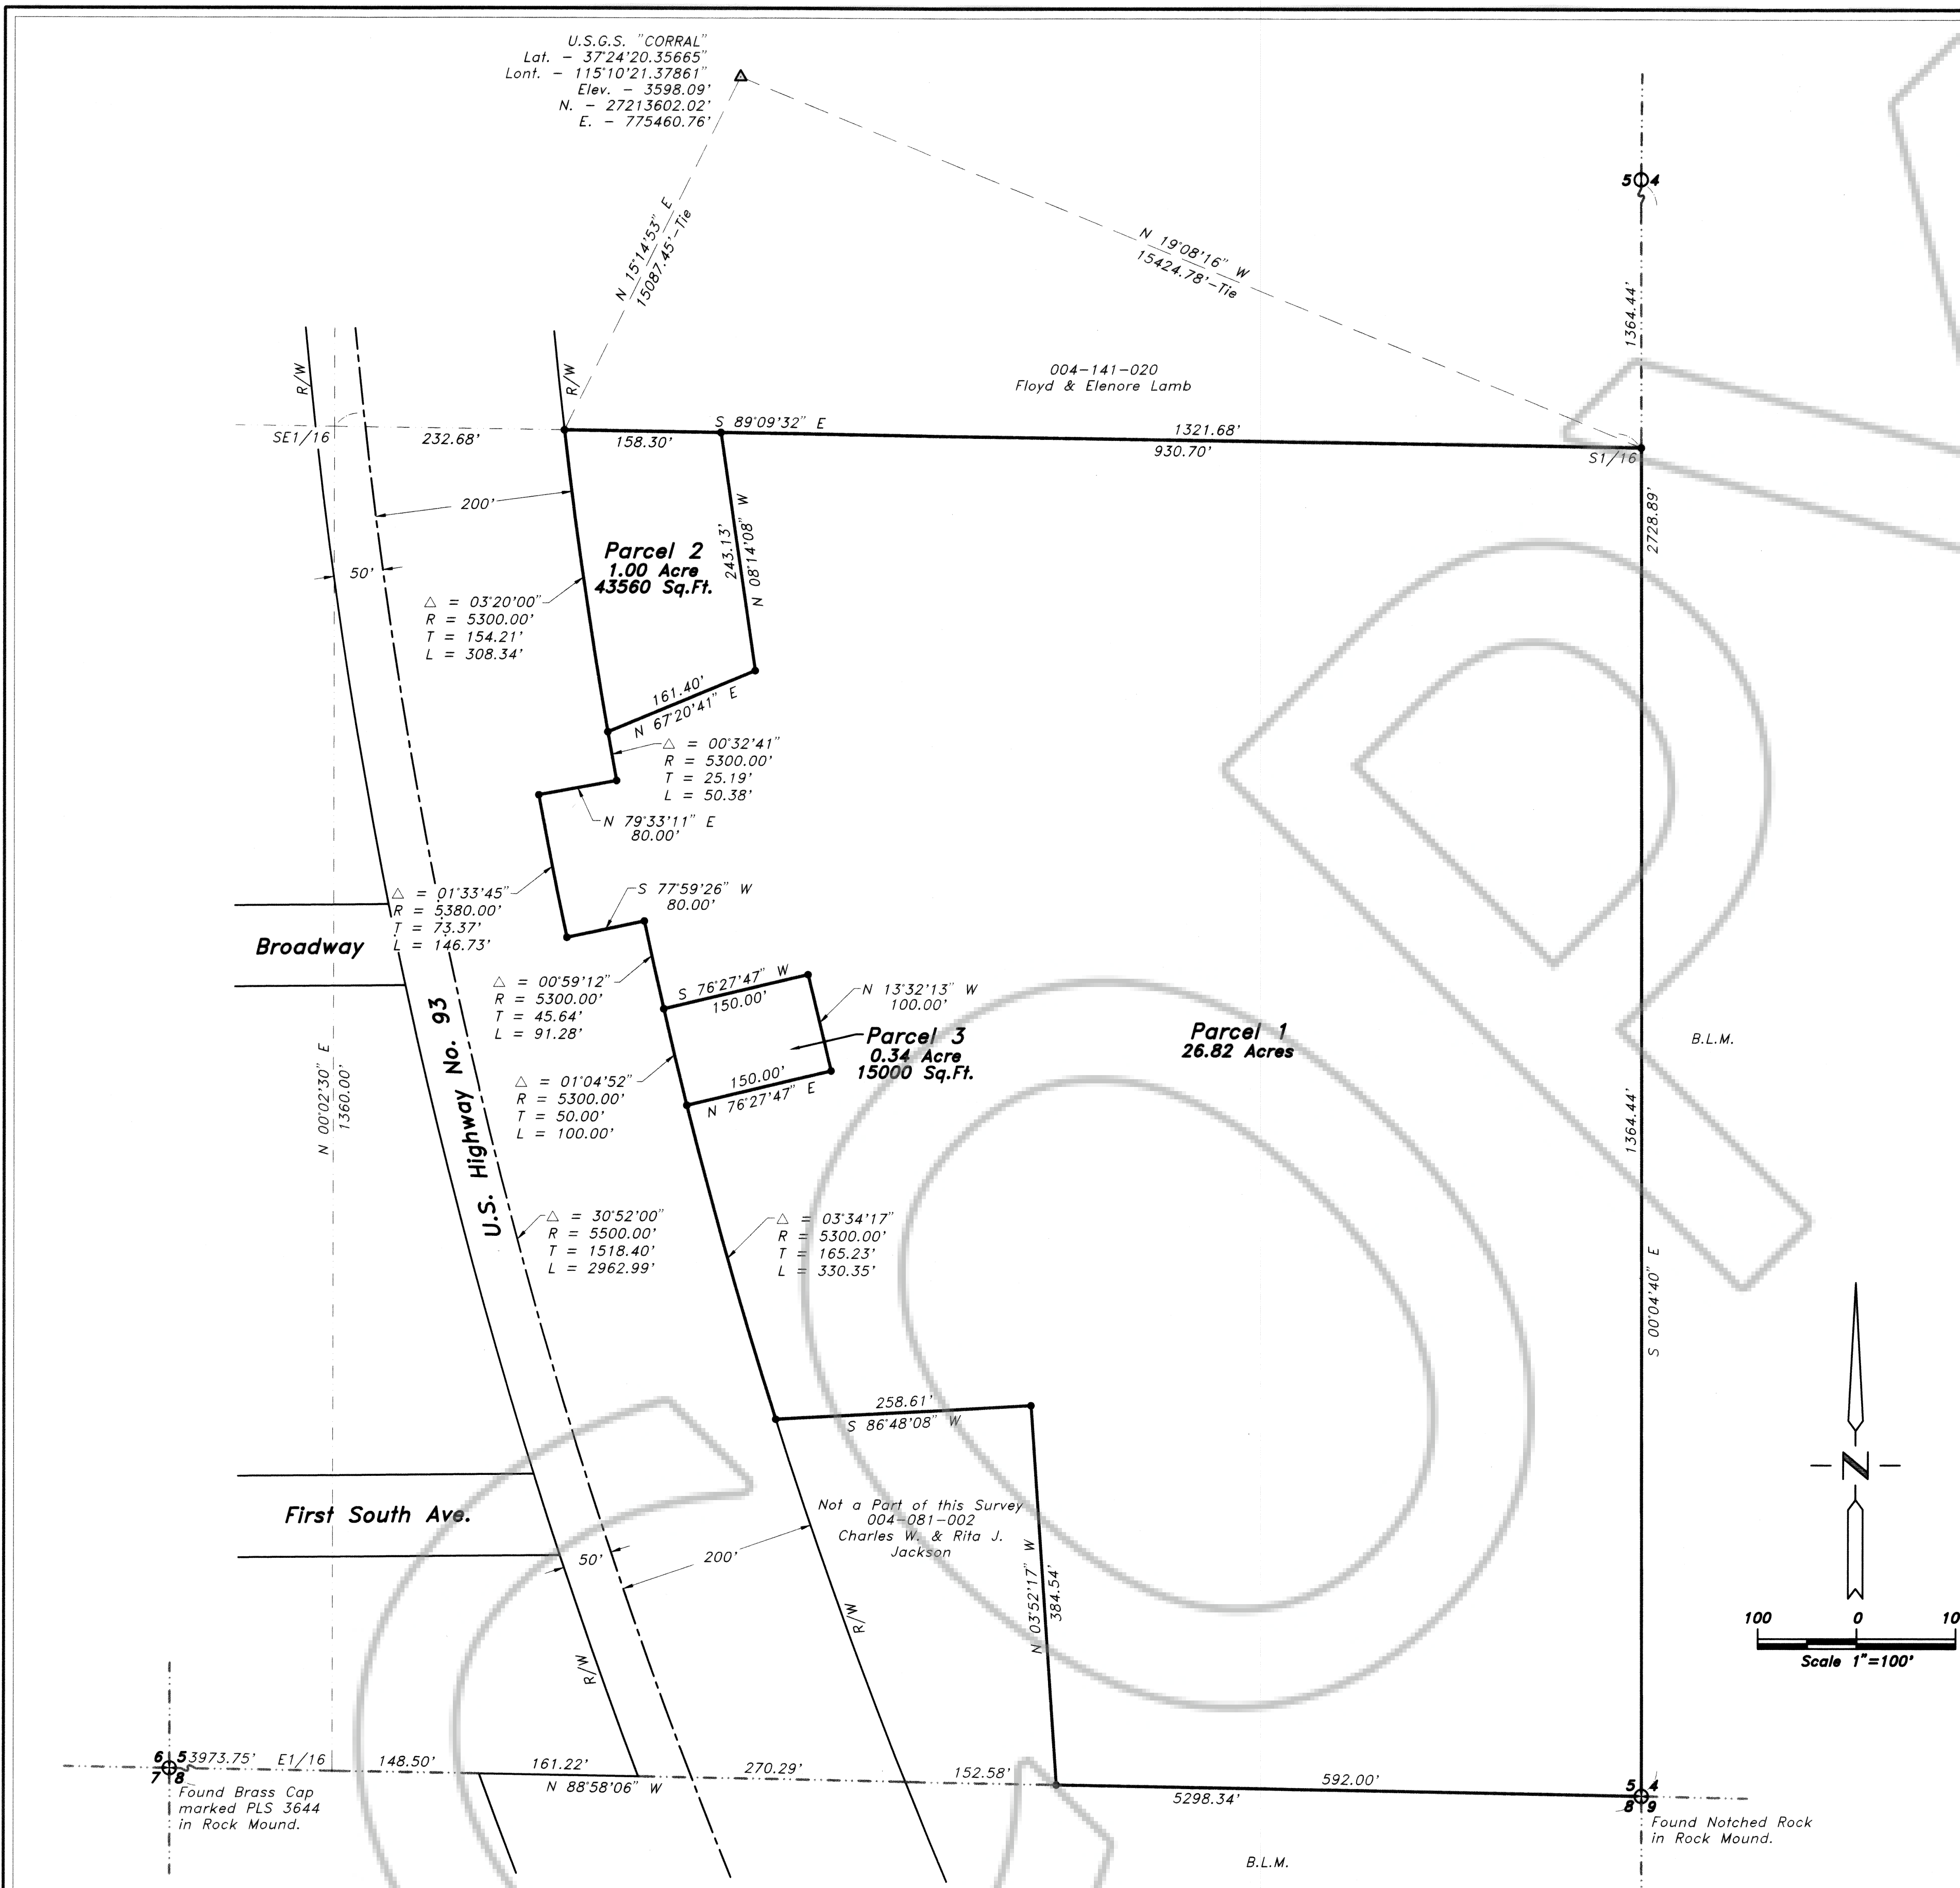 U.S.G.S. "CORRAL"
Lat. - 37°24'20.35665"
Lont. - 115°10'21.37861"
Elev. - 3598.09'
N. - 27213602.02'
E. - 775460.76'
N 15°14'53" E
15087.45'-Tie
N 19°08'16" W
15424.78'-Tie
5 4
1364.44'
004-141-020
Floyd & Elenore Lamb
R/W
R/W
SE1/16
232.68'
S 89°09'32" E
158.30'
1321.68'
930.70'
S1/16
2728.89'
200'
50'
Parcel 2
1.00 Acre
43560 Sq.Ft.
243.13'
N 08°14'08" W
△ = 03°20'00"
R = 5300.00'
T = 154.21'
L = 308.34'
161.40'
N 67°20'41" E
△ = 00°32'41"
R = 5300.00'
T = 25.19'
L = 50.38'
N 79°33'11" E
80.00'
△ = 01°33'45"
R = 5380.00'
T = 73.37'
L = 146.73'
S 77°59'26" W
80.00'
Broadway
△ = 00°59'12"
R = 5300.00'
T = 45.64'
L = 91.28'
S 76°27'47" W
150.00'
N 13°32'13" W
100.00'
Parcel 3
0.34 Acre
15000 Sq.Ft.
Parcel 1
26.82 Acres
B.L.M.
△ = 01°04'52"
R = 5300.00'
T = 50.00'
L = 100.00'
150.00'
N 76°27'47" E
N 00°02'30" E
1360.00'
U.S. Highway No. 93
1364.44'
△ = 30°52'00"
R = 5500.00'
T = 1518.40'
L = 2962.99'
△ = 03°34'17"
R = 5300.00'
T = 165.23'
L = 330.35'
S 00°04'40" E
258.61'
S 86°48'08" W
N
First South Ave.
Not a Part of this Survey
004-081-002
Charles W. & Rita J.
Jackson
50'
200'
N 03°52'17" W
384.54'
R/W
R/W
100 0 10
Scale 1"=100'
6 5
7 8
3973.75'
E1/16
148.50'
161.22'
270.29'
152.58'
592.00'
N 88°58'06" W
5298.34'
5 4
8 9
Found Brass Cap
marked PLS 3644
in Rock Mound.
Found Notched Rock
in Rock Mound.
B.L.M.